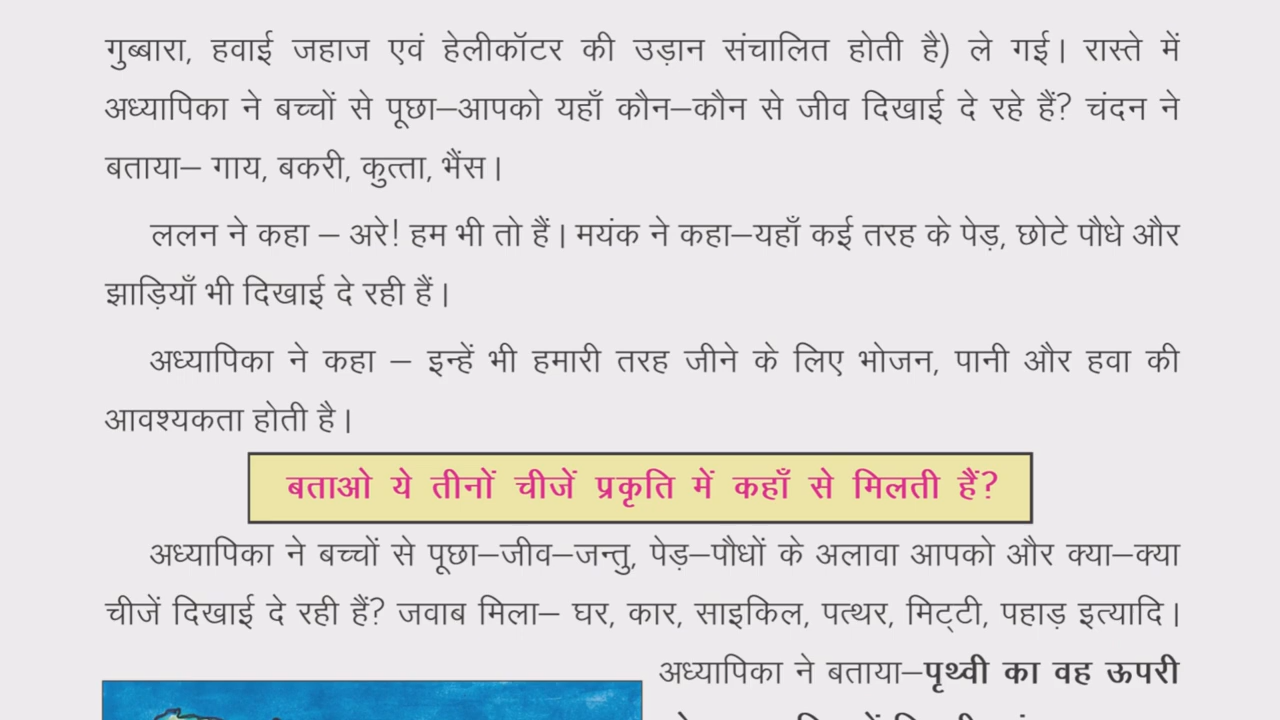 गुब्बारा, हवाई जहाज एवं हेलीकॉटर की उड़ान संचालित होती है) ले गई। रास्ते में
अध्यापिका ने बच्चों से पूछा–आपको यहाँ कौन–कौन से जीव दिखाई दे रहे हैं? चंदन ने
बताया– गाय, बकरी, कुत्ता, भैंस।
ललन ने कहा – अरे! हम भी तो हैं। मयंक ने कहा–यहाँ कई तरह के पेड़, छोटे पौधे और
झाड़ियाँ भी दिखाई दे रही हैं।
अध्यापिका ने कहा – इन्हें भी हमारी तरह जीने के लिए भोजन, पानी और हवा की
आवश्यकता होती है।
बताओ ये तीनों चीजें प्रकृति में कहाँ से मिलती हैं?
अध्यापिका ने बच्चों से पूछा–जीव–जन्तु, पेड़–पौधों के अलावा आपको और क्या–क्या
चीजें दिखाई दे रही हैं? जवाब मिला– घर, कार, साइकिल, पत्थर, मिट्टी, पहाड़ इत्यादि।
अध्यापिका ने बताया–पृथ्वी का वह ऊपरी